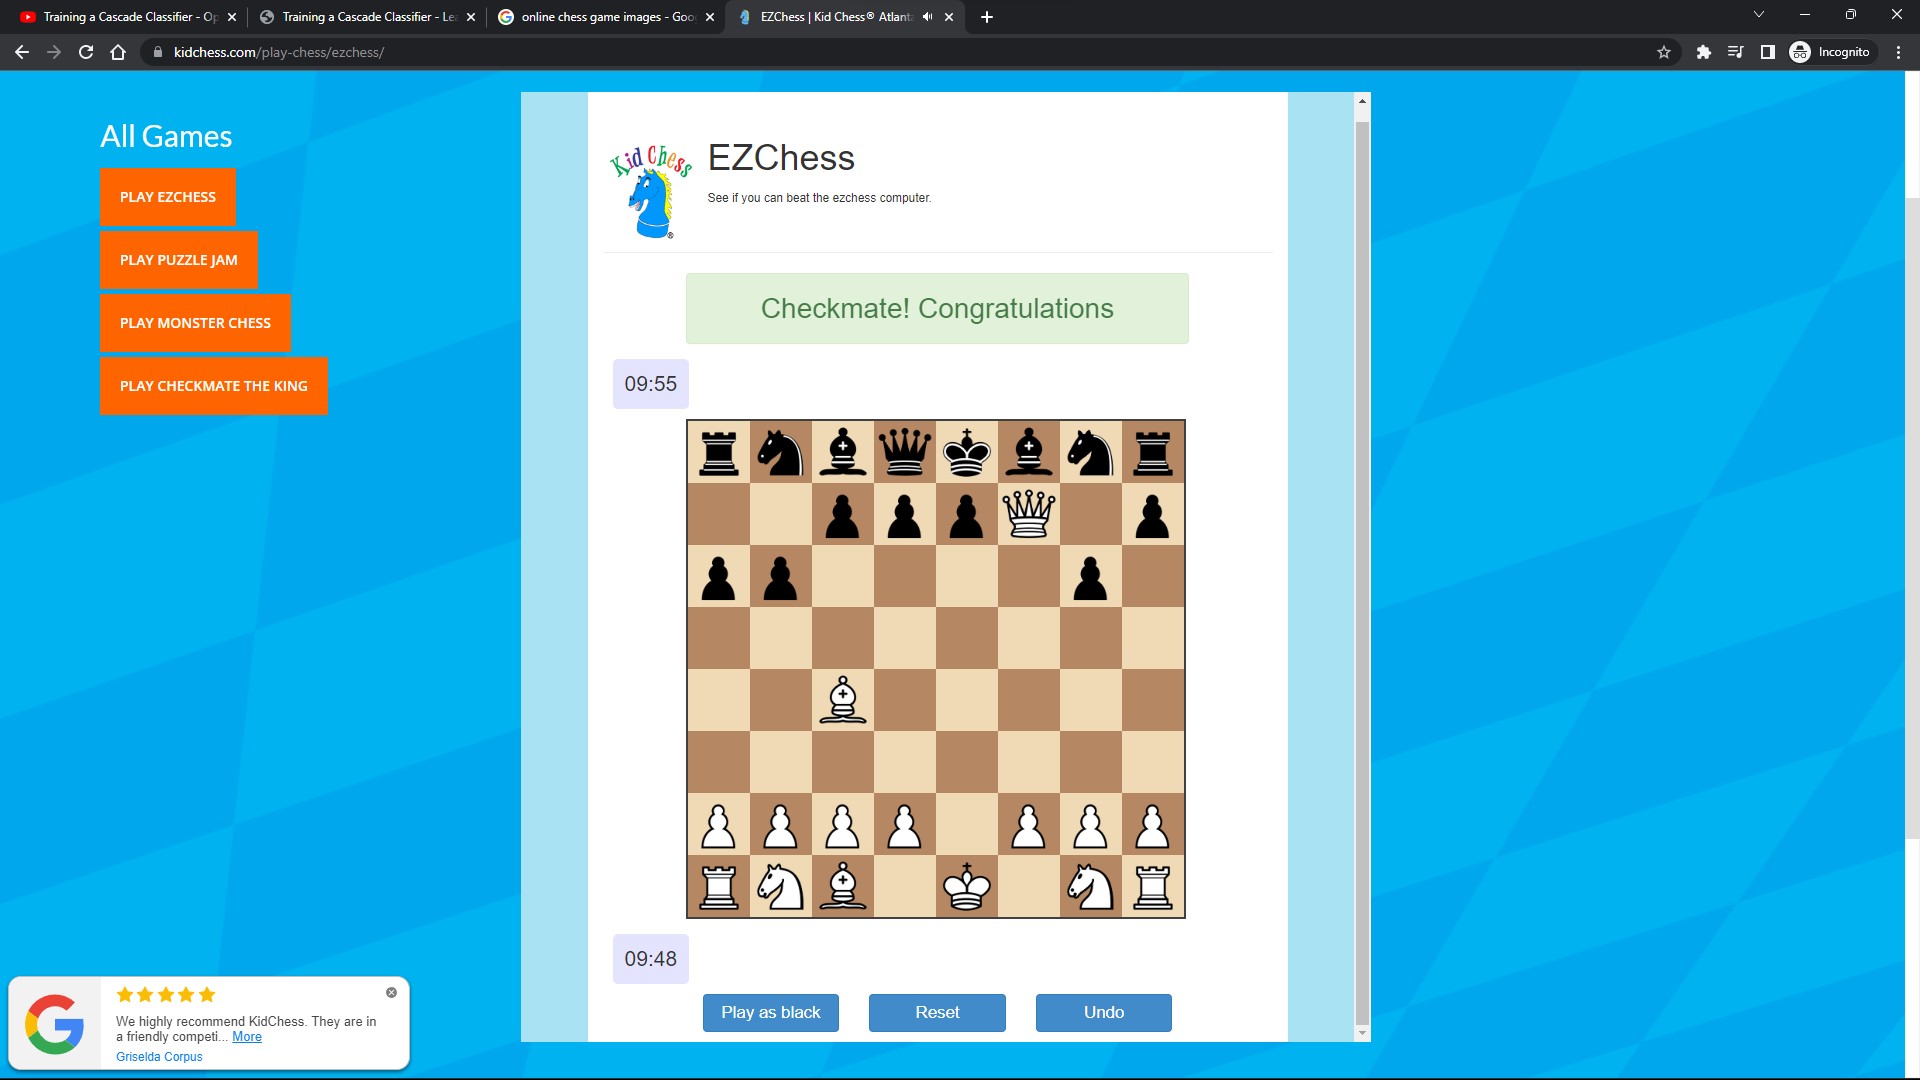 Training a Cascade Classifier - Op
Training a Cascade Classifier - Le
online chess game images - Goo
EZChess | Kid Chess® Atlant
kidchess.com/play-chess/ezchess/
Incognito
All Games
PLAY EZCHESS
PLAY PUZZLE JAM
PLAY MONSTER CHESS
PLAY CHECKMATE THE KING
Kid Chess
®
EZChess
See if you can beat the ezchess computer.
Checkmate! Congratulations
09:55
09:48
Play as black
Reset
Undo
G
We highly recommend KidChess. They are in
a friendly competi... More
Griselda Corpus